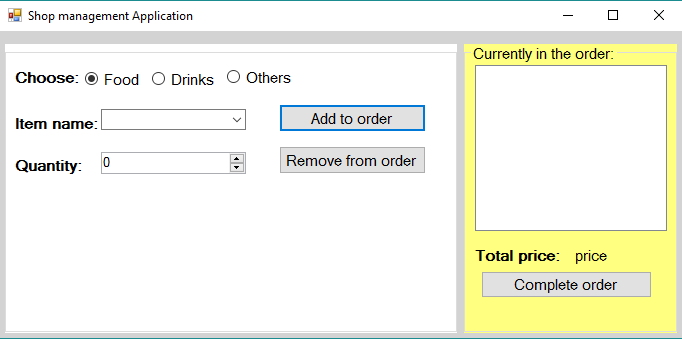 Shop management Application
Choose: Food Drinks Others
Item name:
Add to order
Quantity: 0
Remove from order
Currently in the order:
Total price: price
Complete order